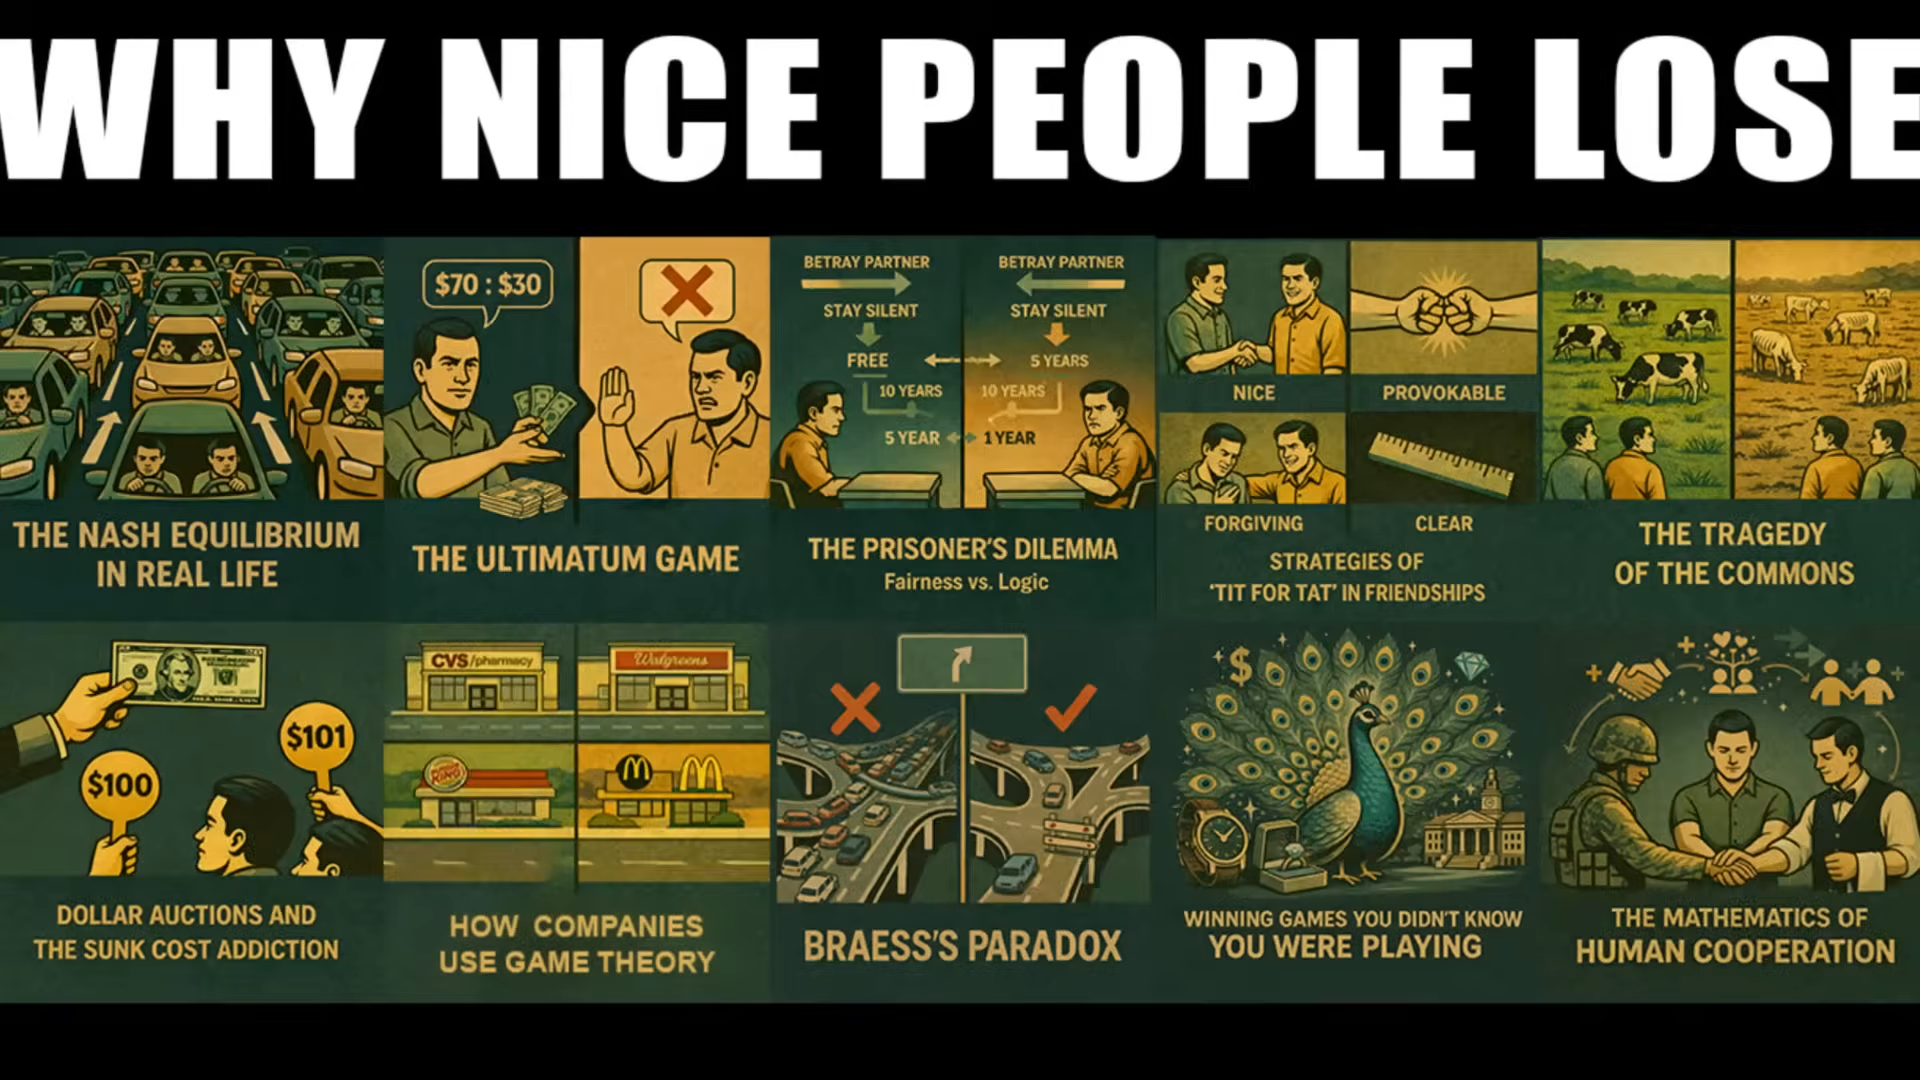 WHY NICE PEOPLE LOSE
THE NASH EQUILIBRIUM
IN REAL LIFE
$70 : $30
THE ULTIMATUM GAME
BETRAY PARTNER
BETRAY PARTNER
STAY SILENT
STAY SILENT
FREE
5 YEARS
10 YEARS
10 YEARS
5 YEAR
1 YEAR
THE PRISONER'S DILEMMA
Fairness vs. Logic
NICE
PROVOKABLE
FORGIVING
CLEAR
STRATEGIES OF
'TIT FOR TAT' IN FRIENDSHIPS
THE TRAGEDY
OF THE COMMONS
$100
$101
DOLLAR AUCTIONS AND
THE SUNK COST ADDICTION
CVS/pharmacy
Walgreens
BURGER
KING
HOW COMPANIES
USE GAME THEORY
BRAESS'S PARADOX
$
WINNING GAMES YOU DIDN'T KNOW
YOU WERE PLAYING
THE MATHEMATICS OF
HUMAN COOPERATION